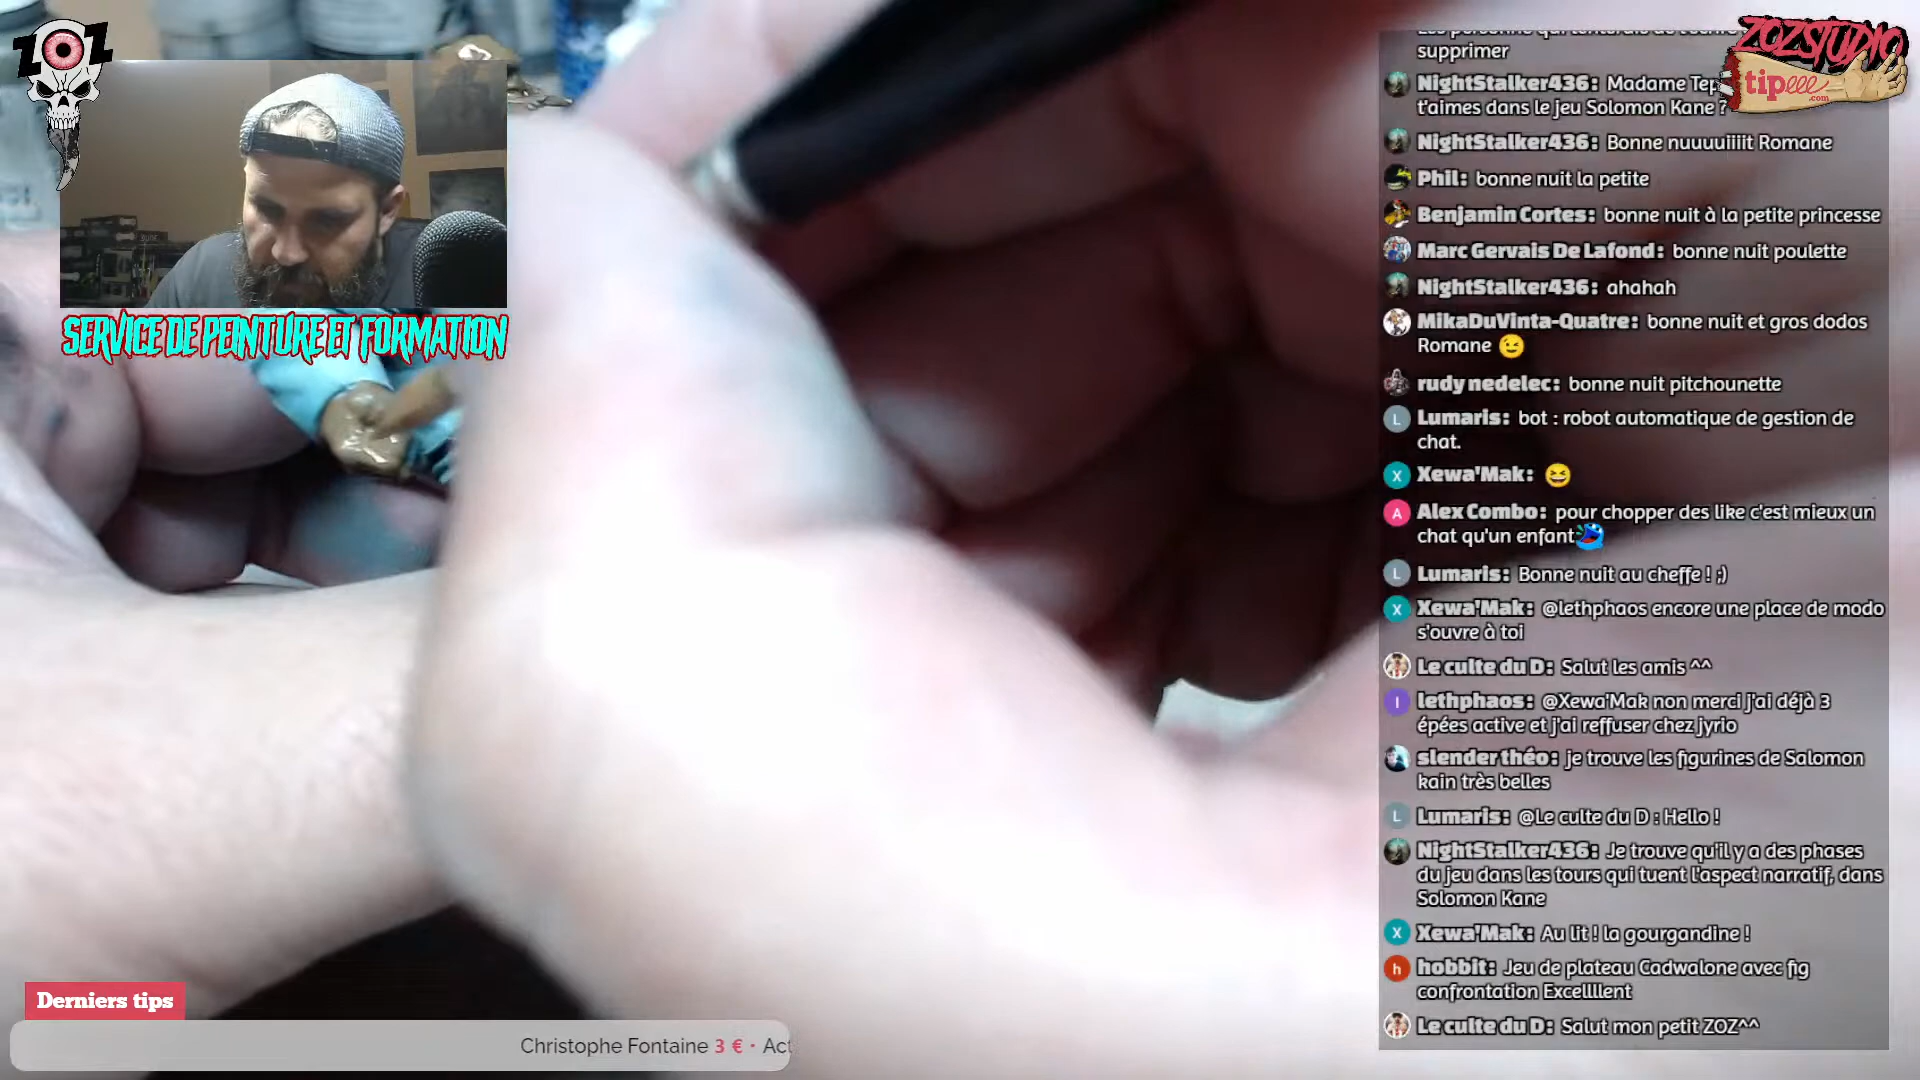 ZOZ
SERVICE DE PEINTURE ET FORMATION
ZOZSTUDIO
tipeee
.com
supprimer
NightStalker436: Madame
t'aimes dans le jeu Solomon Kane ?
NightStalker436: Bonne nuuuuiiiit Romane
Phil: bonne nuit la petite
Benjamin Cortes: bonne nuit à la petite princesse
Marc Gervais De Lafond: bonne nuit poulette
NightStalker436: ahahah
MikaDuVinta-Quatre: bonne nuit et gros dodos
Romane 😉
rudy nedelec: bonne nuit pitchounette
L Lumaris: bot : robot automatique de gestion de
chat.
X Xewa'Mak: 😆
A Alex Combo: pour chopper des like c'est mieux un
chat qu'un enfant
L Lumaris: Bonne nuit au cheffe ! ;)
X Xewa'Mak: @lethphaos encore une place de modo
s'ouvre à toi
Le culte du D: Salut les amis ^^
l lethphaos: @Xewa'Mak non merci j'ai déjà 3
épées active et j'ai reffuser chez jyrio
slender théo: je trouve les figurines de Salomon
kain très belles
L Lumaris: @Le culte du D : Hello !
NightStalker436: Je trouve qu'il y a des phases
du jeu dans les tours qui tuent l'aspect narratif, dans
Solomon Kane
X Xewa'Mak: Au lit ! la gourgandine !
h hobbit: Jeu de plateau Cadwalone avec fig
confrontation Excelllent
Le culte du D: Salut mon petit ZOZ^^
Derniers tips
Christophe Fontaine 3 € · Act